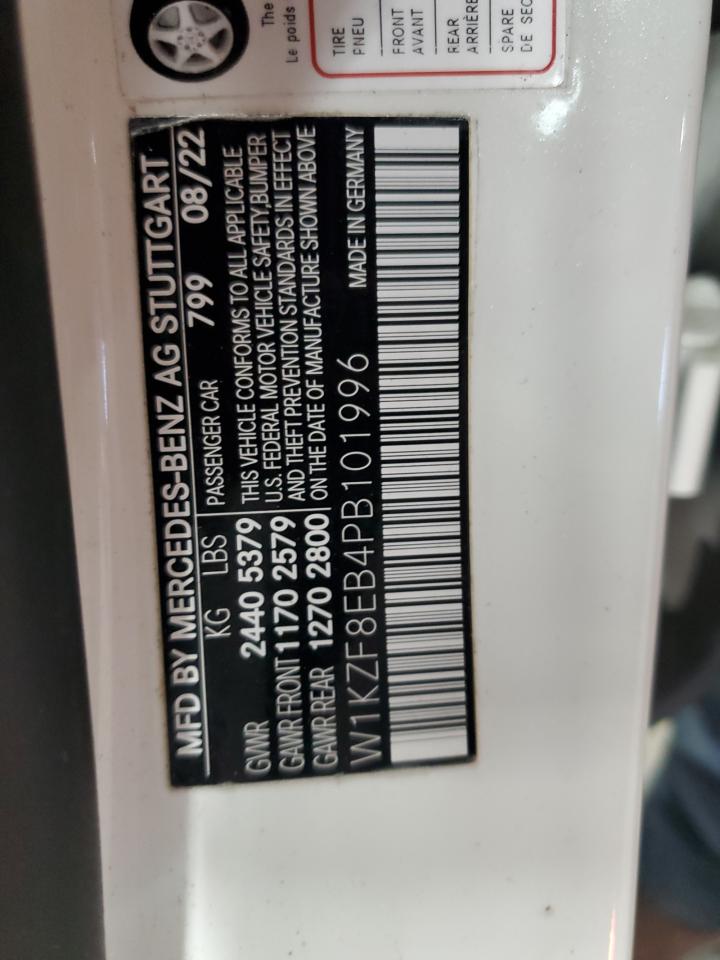 MFD BY MERCEDES-BENZ AG STUTTGART
KG LBS PASSENGER CAR 799 08/22
GVWR 2440 5379 THIS VEHICLE CONFORMS TO ALL APPLICABLE
U.S. FEDERAL MOTOR VEHICLE SAFETY,BUMPER
GAWR FRONT 1170 2579 AND THEFT PREVENTION STANDARDS IN EFFECT
GAWR REAR 1270 2800 ON THE DATE OF MANUFACTURE SHOWN ABOVE
W1KZF8EB4PB101996 MADE IN GERMANY
The
Le poids
TIRE
PNEU
FRONT
AVANT
REAR
ARRIÈRE
SPARE
DE SEC